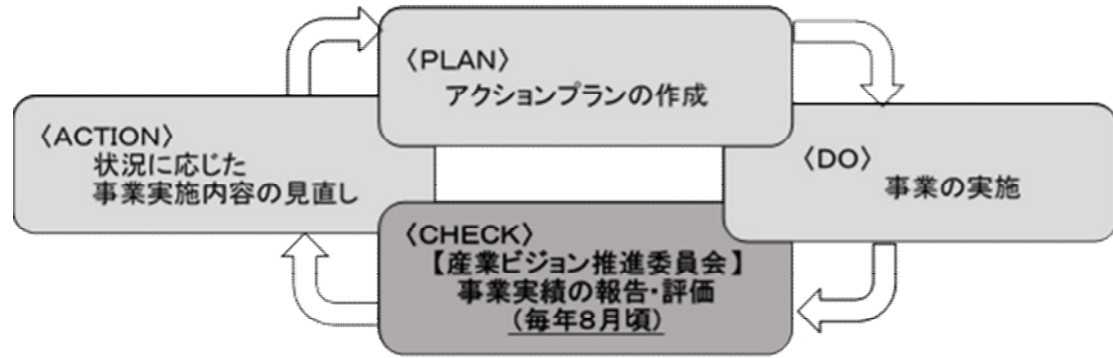 〈PLAN〉
アクションプランの作成
〈DO〉
事業の実施
〈CHECK〉
【産業ビジョン推進委員会】
事業実績の報告・評価
(毎年8月頃)
〈ACTION〉
状況に応じた
事業実施内容の見直し